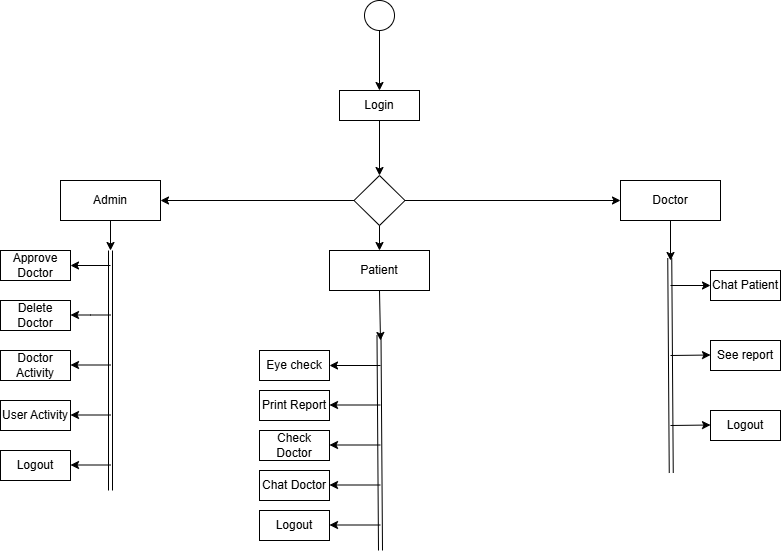 Login
Admin
Doctor
Patient
Approve
Doctor
Delete
Doctor
Doctor
Activity
User Activity
Logout
Eye check
Print Report
Check
Doctor
Chat Doctor
Logout
Chat Patient
See report
Logout